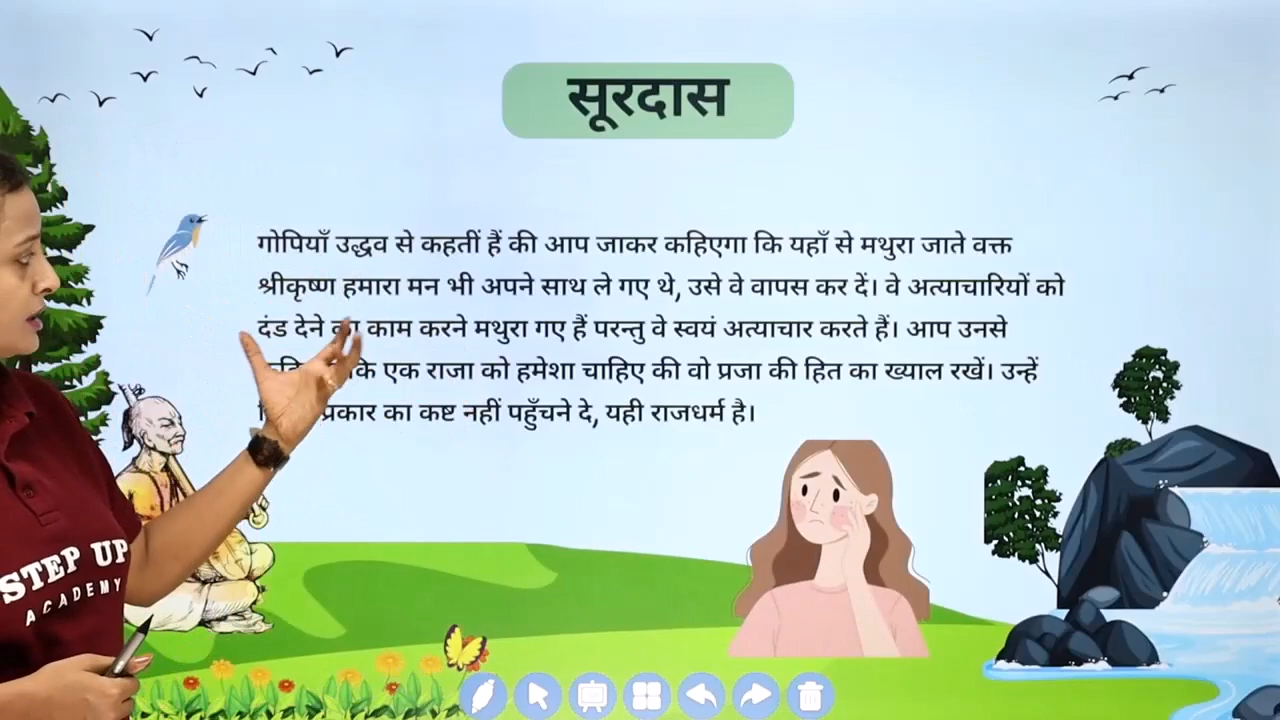 सूरदास
गोपियाँ उद्धव से कहतीं हैं की आप जाकर कहिएगा कि यहाँ से मथुरा जाते वक्त
श्रीकृष्ण हमारा मन भी अपने साथ ले गए थे, उसे वे वापस कर दें। वे अत्याचारियों को
दंड देने का काम करने मथुरा गए हैं परन्तु वे स्वयं अत्याचार करते हैं। आप उनसे
कि एक राजा को हमेशा चाहिए की वो प्रजा की हित का ख्याल रखें। उन्हें
प्रकार का कष्ट नहीं पहुँचने दे, यही राजधर्म है।
STEP UP
ACADEMY